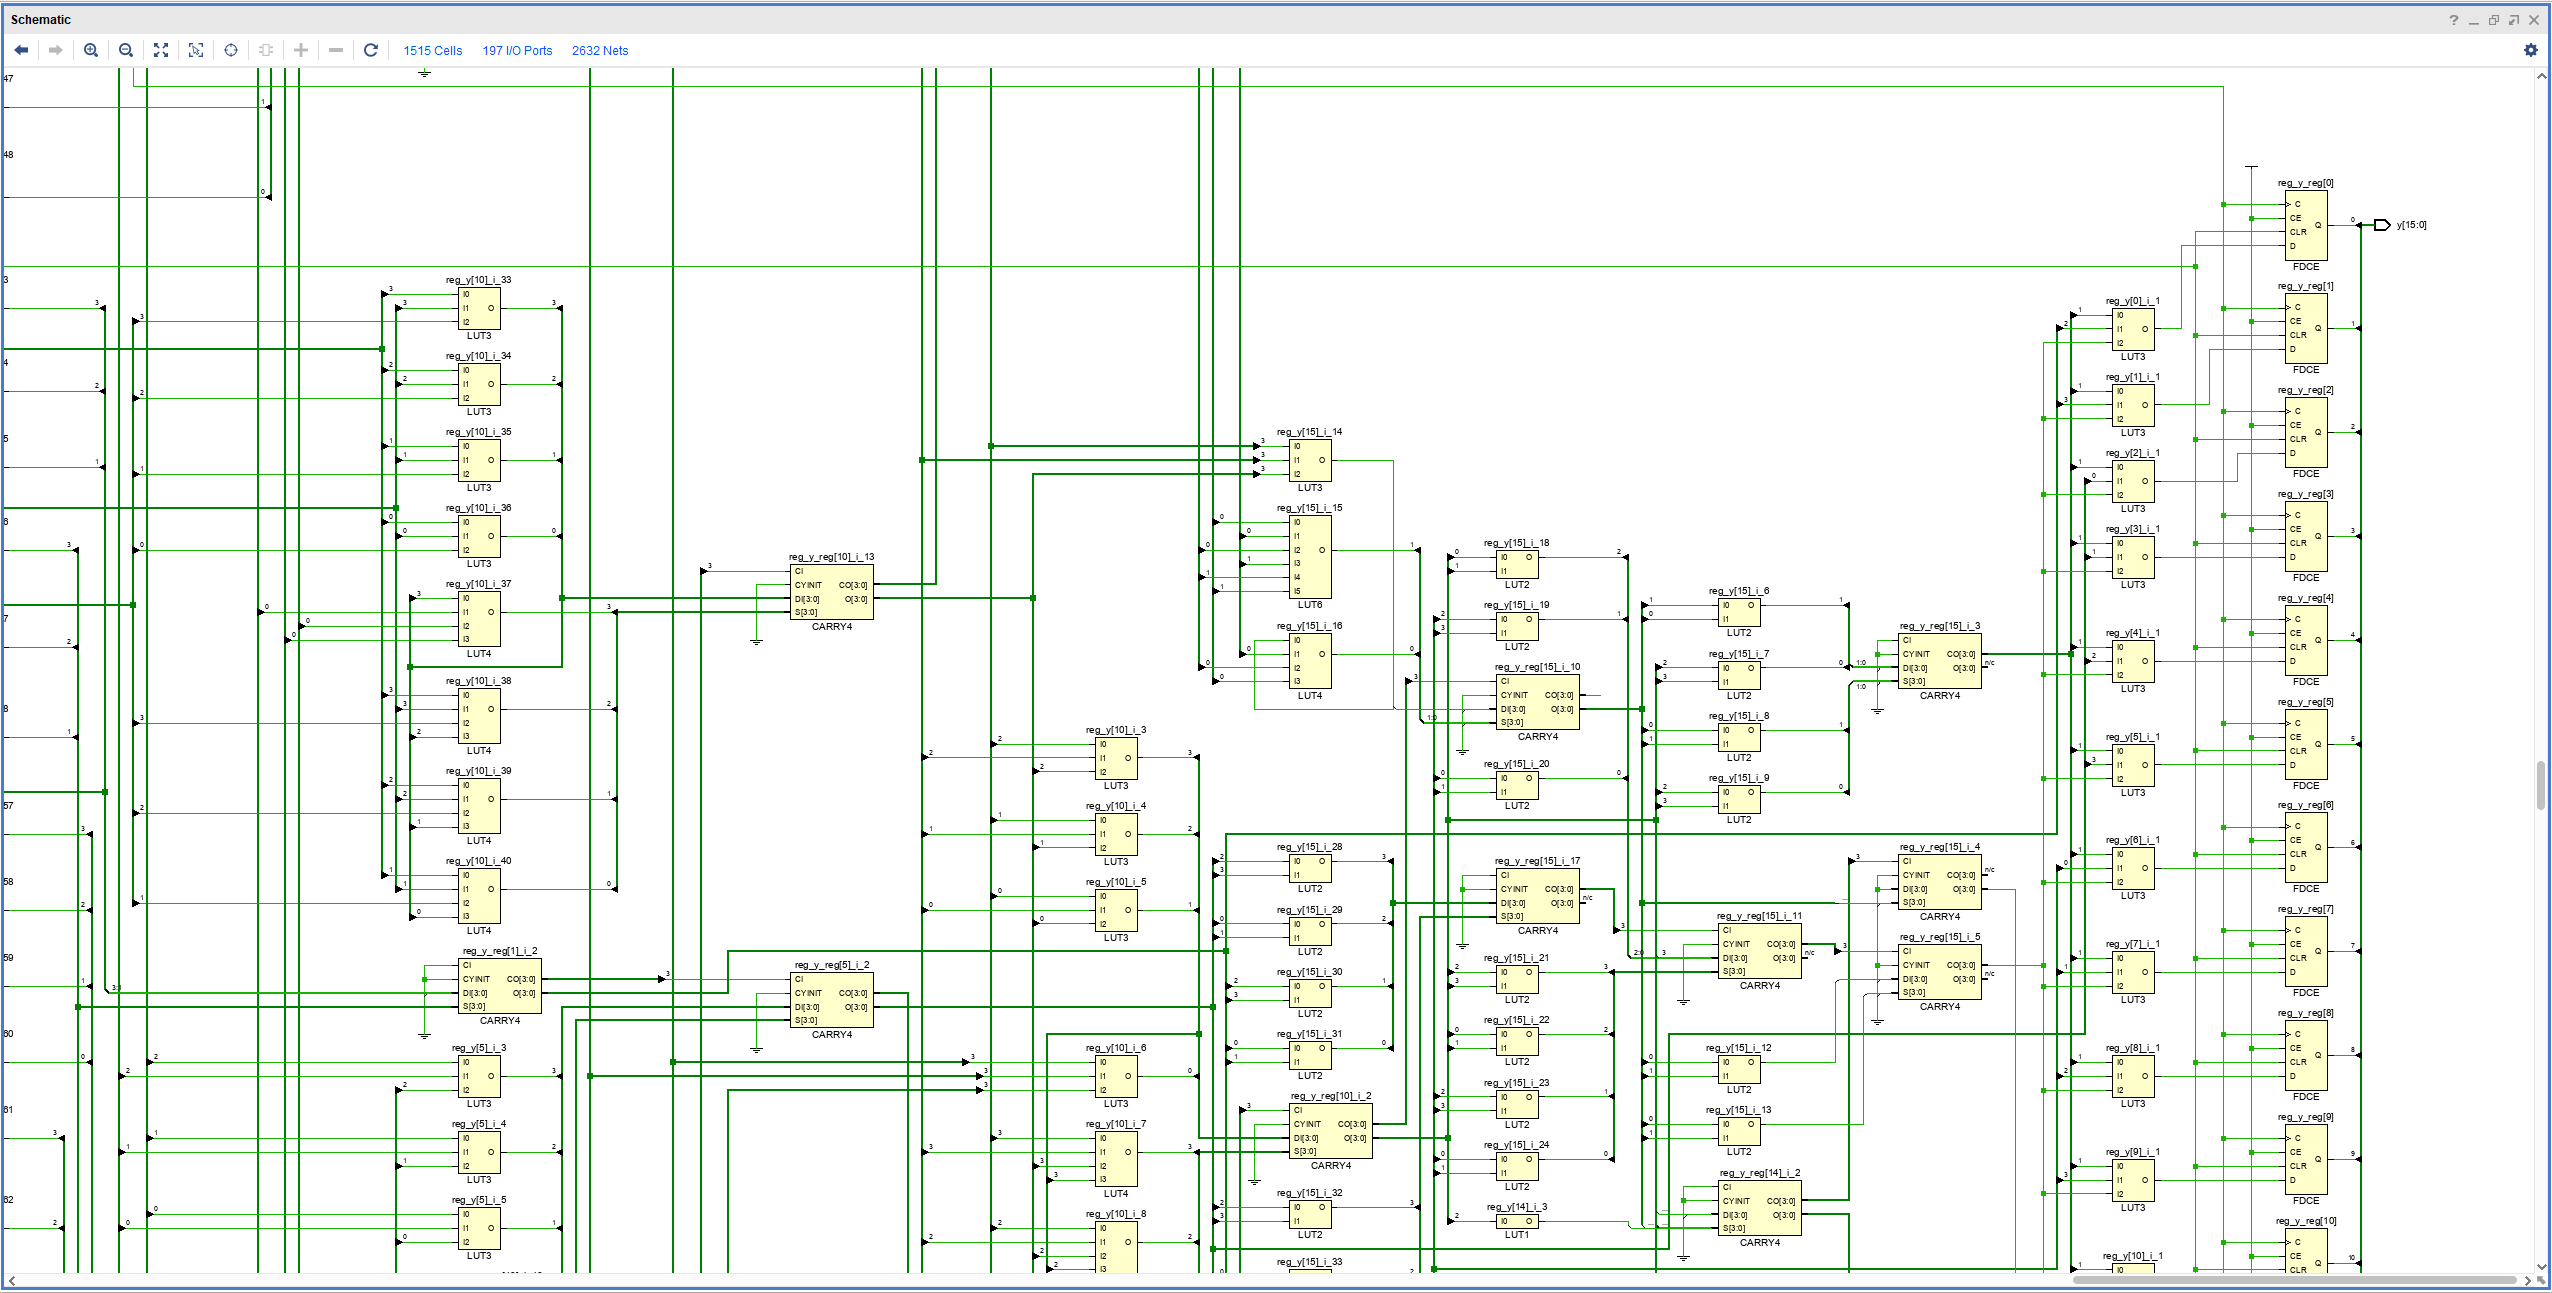 Schematic
1515 Cells 197 I/O Ports 2632 Nets
47
48
3
4
5
6
7
8
57
58
59
60
61
62
reg_y[10]_i_33
I0
I1 O
I2
LUT3
reg_y[10]_i_34
I0
I1 O
I2
LUT3
reg_y[10]_i_35
I0
I1 O
I2
LUT3
reg_y[10]_i_36
I0
I1 O
I2
LUT3
reg_y[10]_i_37
I0
I1 O
I2
I3
LUT4
reg_y[10]_i_38
I0
I1 O
I2
I3
LUT4
reg_y[10]_i_39
I0
I1 O
I2
I3
LUT4
reg_y[10]_i_40
I0
I1 O
I2
I3
LUT4
reg_y_reg[1]_i_2
CI
CYINIT CO[3:0]
DI[3:0] O[3:0]
S[3:0]
CARRY4
reg_y[5]_i_3
I0
I1 O
I2
LUT3
reg_y[5]_i_4
I0
I1 O
I2
LUT3
reg_y[5]_i_5
I0
I1 O
I2
LUT3
reg_y_reg[10]_i_13
CI
CYINIT CO[3:0]
DI[3:0] O[3:0]
S[3:0]
CARRY4
reg_y_reg[5]_i_2
CI
CYINIT CO[3:0]
DI[3:0] O[3:0]
S[3:0]
CARRY4
reg_y[10]_i_3
I0
I1 O
I2
LUT3
reg_y[10]_i_4
I0
I1 O
I2
LUT3
reg_y[10]_i_5
I0
I1 O
I2
LUT3
reg_y[10]_i_6
I0
I1 O
I2
LUT3
reg_y[10]_i_7
I0
I1 O
I2
I3
LUT4
reg_y[10]_i_8
I0
I1 O
I2
I3
reg_y[15]_i_14
I0
I1 O
I2
LUT3
reg_y[15]_i_15
I0
I1
I2 O
I3
I4
I5
LUT6
reg_y[15]_i_16
I0
I1 O
I2
I3
LUT4
reg_y[15]_i_28
I0 O
I1
LUT2
reg_y[15]_i_29
I0 O
I1
LUT2
reg_y[15]_i_30
I0 O
I1
LUT2
reg_y[15]_i_31
I0 O
I1
LUT2
reg_y_reg[10]_i_2
CI
CYINIT CO[3:0]
DI[3:0] O[3:0]
S[3:0]
CARRY4
reg_y[15]_i_32
I0 O
I1
LUT2
reg_y[15]_i_33
reg_y[15]_i_18
I0 O
I1
LUT2
reg_y[15]_i_19
I0 O
I1
LUT2
reg_y_reg[15]_i_10
CI
CYINIT CO[3:0]
DI[3:0] O[3:0]
S[3:0]
CARRY4
reg_y[15]_i_20
I0 O
I1
LUT2
reg_y_reg[15]_i_17
CI
CYINIT CO[3:0]
DI[3:0] O[3:0]
S[3:0]
n/c
CARRY4
reg_y[15]_i_21
I0 O
I1
LUT2
reg_y[15]_i_22
I0 O
I1
LUT2
reg_y[15]_i_23
I0 O
I1
LUT2
reg_y[15]_i_24
I0 O
I1
LUT2
reg_y[14]_i_3
I0 O
LUT1
reg_y[15]_i_6
I0 O
I1
LUT2
reg_y[15]_i_7
I0 O
I1
LUT2
reg_y[15]_i_8
I0 O
I1
LUT2
reg_y[15]_i_9
I0 O
I1
LUT2
reg_y_reg[15]_i_11
CI
CYINIT CO[3:0]
DI[3:0] O[3:0]
S[3:0]
n/c
CARRY4
reg_y[15]_i_12
I0 O
I1
LUT2
reg_y[15]_i_13
I0 O
I1
LUT2
reg_y_reg[14]_i_2
CI
CYINIT CO[3:0]
DI[3:0] O[3:0]
S[3:0]
CARRY4
reg_y_reg[15]_i_3
CI
CYINIT CO[3:0]
DI[3:0] O[3:0]
S[3:0]
n/c
CARRY4
reg_y_reg[15]_i_4
CI
CYINIT CO[3:0]
DI[3:0] O[3:0]
S[3:0]
n/c
CARRY4
reg_y_reg[15]_i_5
CI
CYINIT CO[3:0]
DI[3:0] O[3:0]
S[3:0]
n/c
CARRY4
reg_y[0]_i_1
I0
I1 O
I2
LUT3
reg_y[1]_i_1
I0
I1 O
I2
LUT3
reg_y[2]_i_1
I0
I1 O
I2
LUT3
reg_y[3]_i_1
I0
I1 O
I2
LUT3
reg_y[4]_i_1
I0
I1 O
I2
LUT3
reg_y[5]_i_1
I0
I1 O
I2
LUT3
reg_y[6]_i_1
I0
I1 O
I2
LUT3
reg_y[7]_i_1
I0
I1 O
I2
LUT3
reg_y[8]_i_1
I0
I1 O
I2
LUT3
reg_y[9]_i_1
I0
I1 O
I2
LUT3
reg_y[10]_i_1
I0
reg_y_reg[0]
C
CE Q
CLR
D
FDCE
y[15:0]
reg_y_reg[1]
C
CE Q
CLR
D
FDCE
reg_y_reg[2]
C
CE Q
CLR
D
FDCE
reg_y_reg[3]
C
CE Q
CLR
D
FDCE
reg_y_reg[4]
C
CE Q
CLR
D
FDCE
reg_y_reg[5]
C
CE Q
CLR
D
FDCE
reg_y_reg[6]
C
CE Q
CLR
D
FDCE
reg_y_reg[7]
C
CE Q
CLR
D
FDCE
reg_y_reg[8]
C
CE Q
CLR
D
FDCE
reg_y_reg[9]
C
CE Q
CLR
D
FDCE
reg_y_reg[10]
C
CE Q
CLR